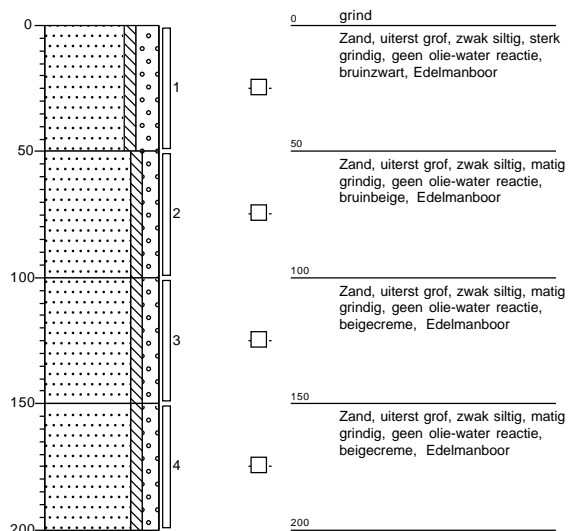 0 grind
0
Zand, uiterst grof, zwak siltig, sterk
grindig, geen olie-water reactie,
bruinzwart, Edelmanboor
1
50
50
Zand, uiterst grof, zwak siltig, matig
grindig, geen olie-water reactie,
bruinbeige, Edelmanboor
2
100
100
Zand, uiterst grof, zwak siltig, matig
grindig, geen olie-water reactie,
beigecreme, Edelmanboor
3
150
150
Zand, uiterst grof, zwak siltig, matig
grindig, geen olie-water reactie,
beigecreme, Edelmanboor
4
200
200